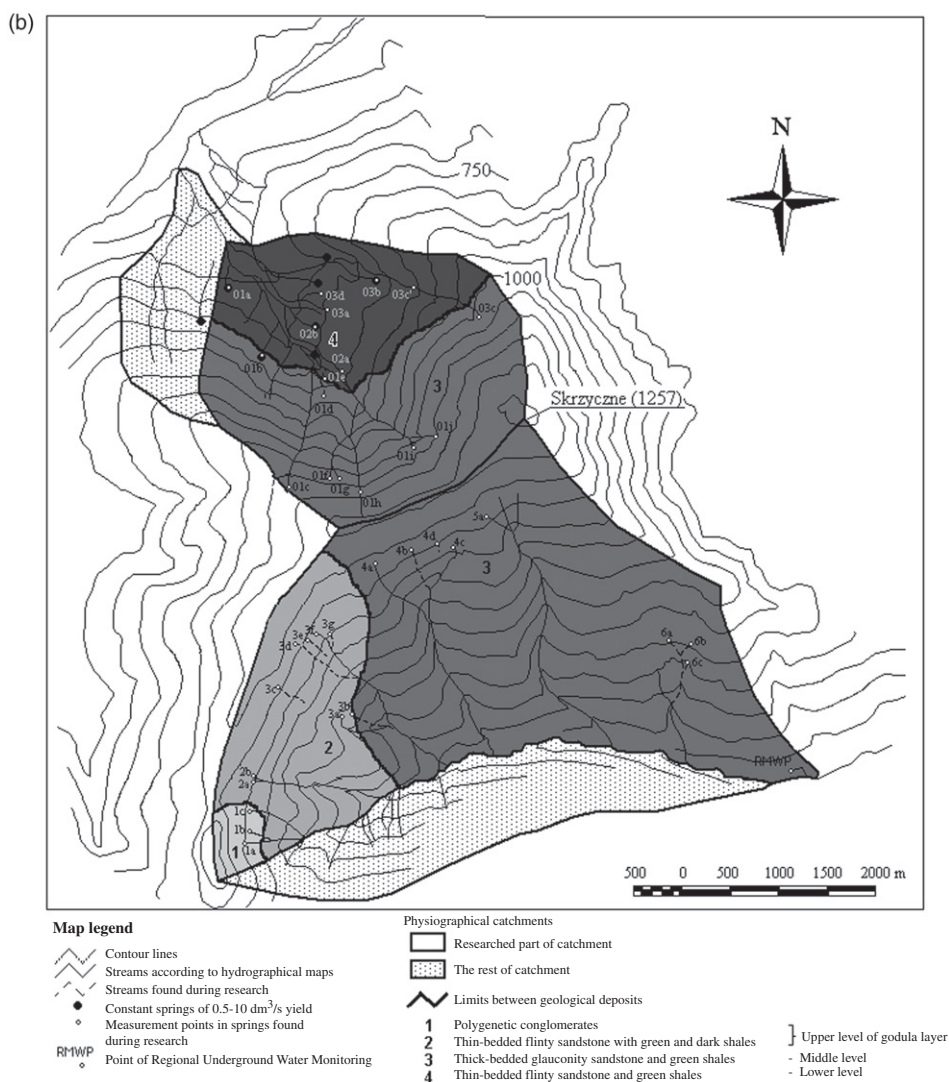 (b)
N
750
1000
01a
03d
03b
03c
03c
03a
02b
4
02a
01b
01e
3
01d
Skrzyczne (1257)
01j
01i
01f
01c
01g
01h
5a
4d
4b
4c
4a
3
3g
3f
3e
3d
6a
6b
6c
3c
3b
3a
2
2b
2a
RMWP
1c
1b
1
1a
500 0 500 1000 1500 2000 m
Map legend
Contour lines
Streams according to hydrographical maps
Streams found during research
Constant springs of 0.5-10 dm³/s yield
Measurement points in springs found
during research
RMWP Point of Regional Underground Water Monitoring
Physiographical catchments
Researched part of catchment
The rest of catchment
Limits between geological deposits
1 Polygenetic conglomerates
2 Thin-bedded flinty sandstone with green and dark shales
} Upper level of godula layer
3 Thick-bedded glauconity sandstone and green shales - Middle level
4 Thin-bedded flinty sandstone and green shales - Lower level